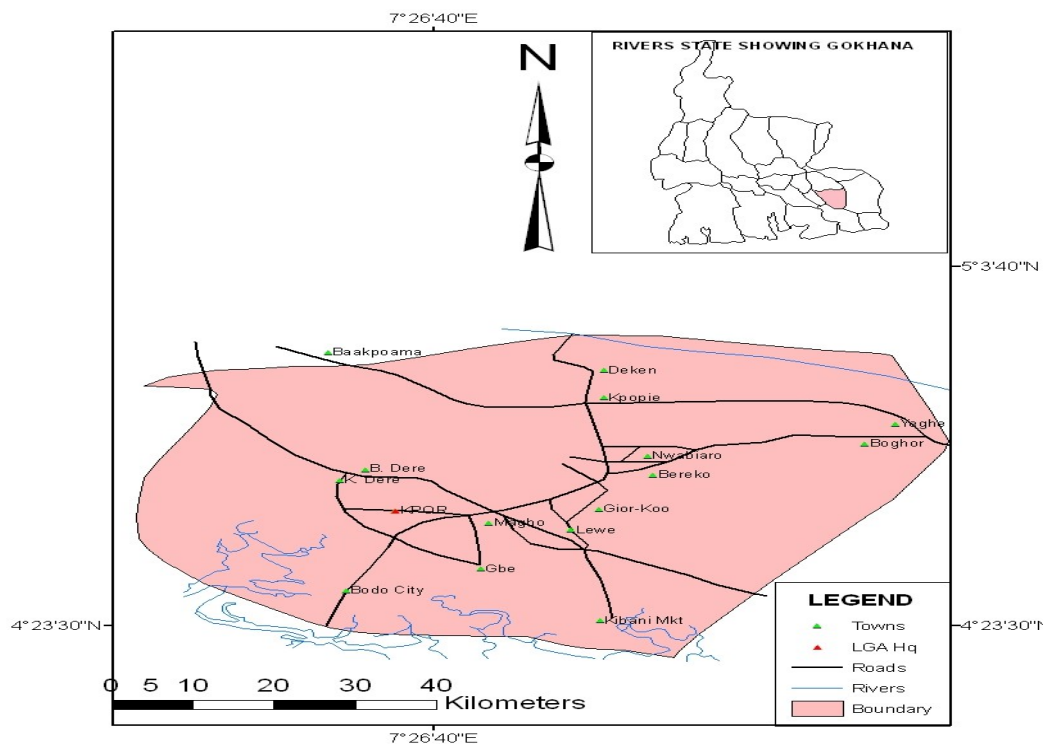 7°26'40"E
RIVERS STATE SHOWING GOKHANA
N
5°3'40"N
Baakpoama
Deken
Kpopie
Yeghe
Boghor
Nwabiaro
B. Dere
Bereko
K. Dere
KPOR
Gior-Koo
Magho
Lewe
Gbe
Bodo City
Kibani Mkt
4°23'30"N
4°23'30"N
LEGEND
Towns
LGA Hq
Roads
Rivers
Boundary
0 5 10 20 30 40
Kilometers
7°26'40"E